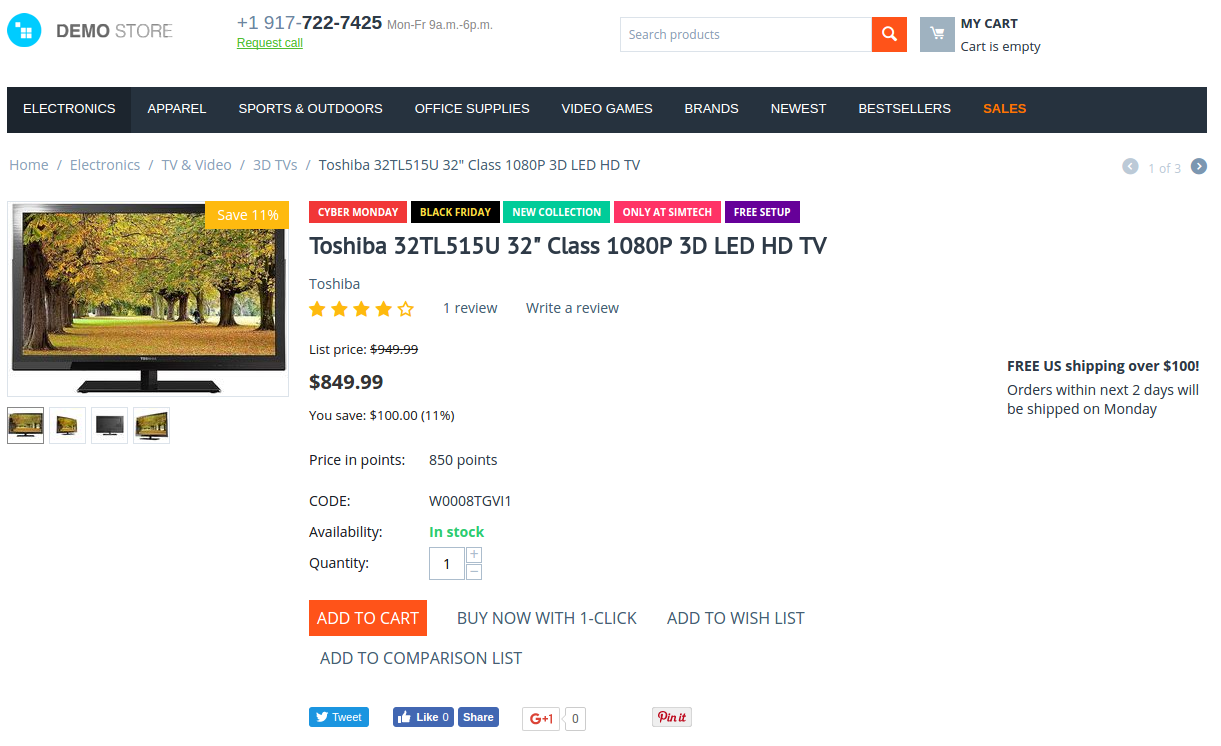 DEMO STORE
+1 917-722-7425 Mon-Fr 9a.m.-6p.m.
Request call
Search products
MY CART
Cart is empty
ELECTRONICS APPAREL SPORTS & OUTDOORS OFFICE SUPPLIES VIDEO GAMES BRANDS NEWEST BESTSELLERS SALES
Home / Electronics / TV & Video / 3D TVs / Toshiba 32TL515U 32" Class 1080P 3D LED HD TV
1 of 3
Save 11%
TOSHIBA
CYBER MONDAY BLACK FRIDAY NEW COLLECTION ONLY AT SIMTECH FREE SETUP
Toshiba 32TL515U 32" Class 1080P 3D LED HD TV
Toshiba
1 review Write a review
List price: $949.99
$849.99
You save: $100.00 (11%)
FREE US shipping over $100!
Orders within next 2 days will
be shipped on Monday
Price in points: 850 points
CODE: W0008TGVI1
Availability: In stock
Quantity: 1 + −
ADD TO CART BUY NOW WITH 1-CLICK ADD TO WISH LIST
ADD TO COMPARISON LIST
Tweet Like 0 Share G+1 0 Pin it